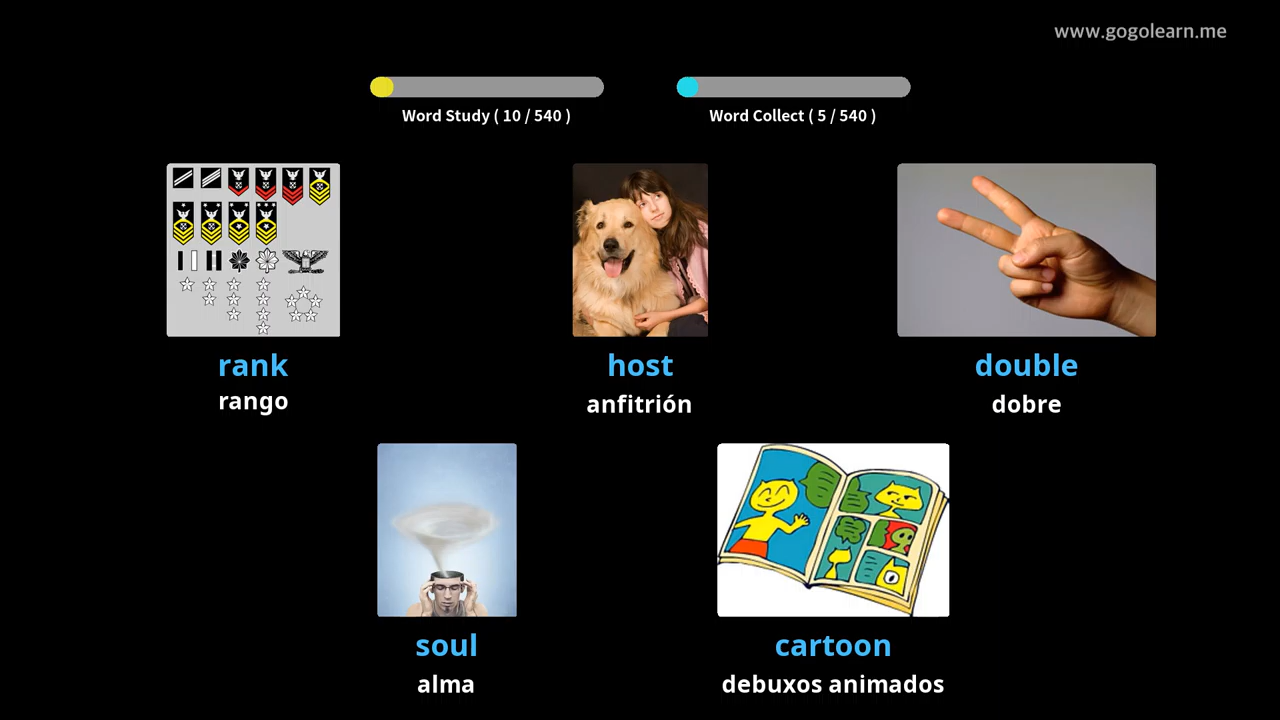 www.gogolearn.me
Word Study ( 10 / 540 )
Word Collect ( 5 / 540 )
rank
rango
host
anfitrión
double
dobre
soul
alma
cartoon
debuxos animados